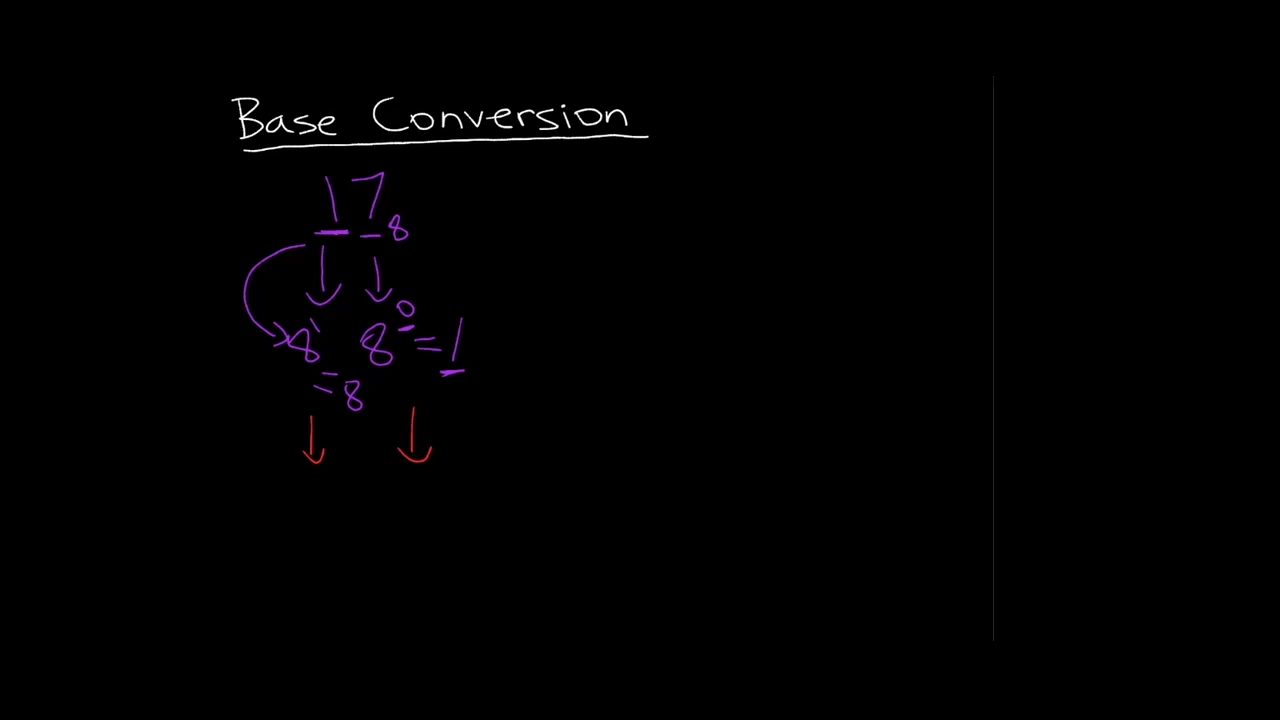 Base Conversion
17₈
8¹ 8⁰ = 1
= 8